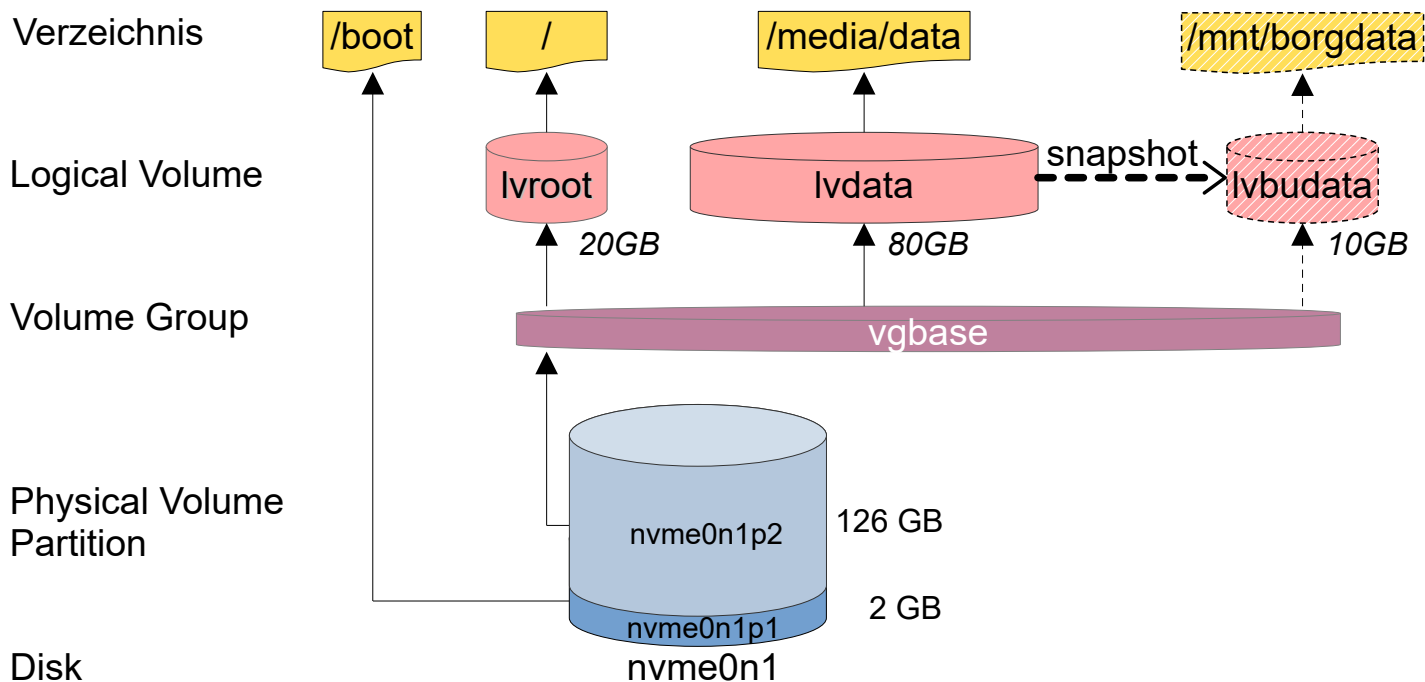 Verzeichnis
/boot
/
/media/data
/mnt/borgdata
Logical Volume
lvroot
lvdata
snapshot
lvbudata
20GB
80GB
10GB
Volume Group
vgbase
Physical Volume
Partition
nvme0n1p2
126 GB
2 GB
nvme0n1p1
Disk
nvme0n1